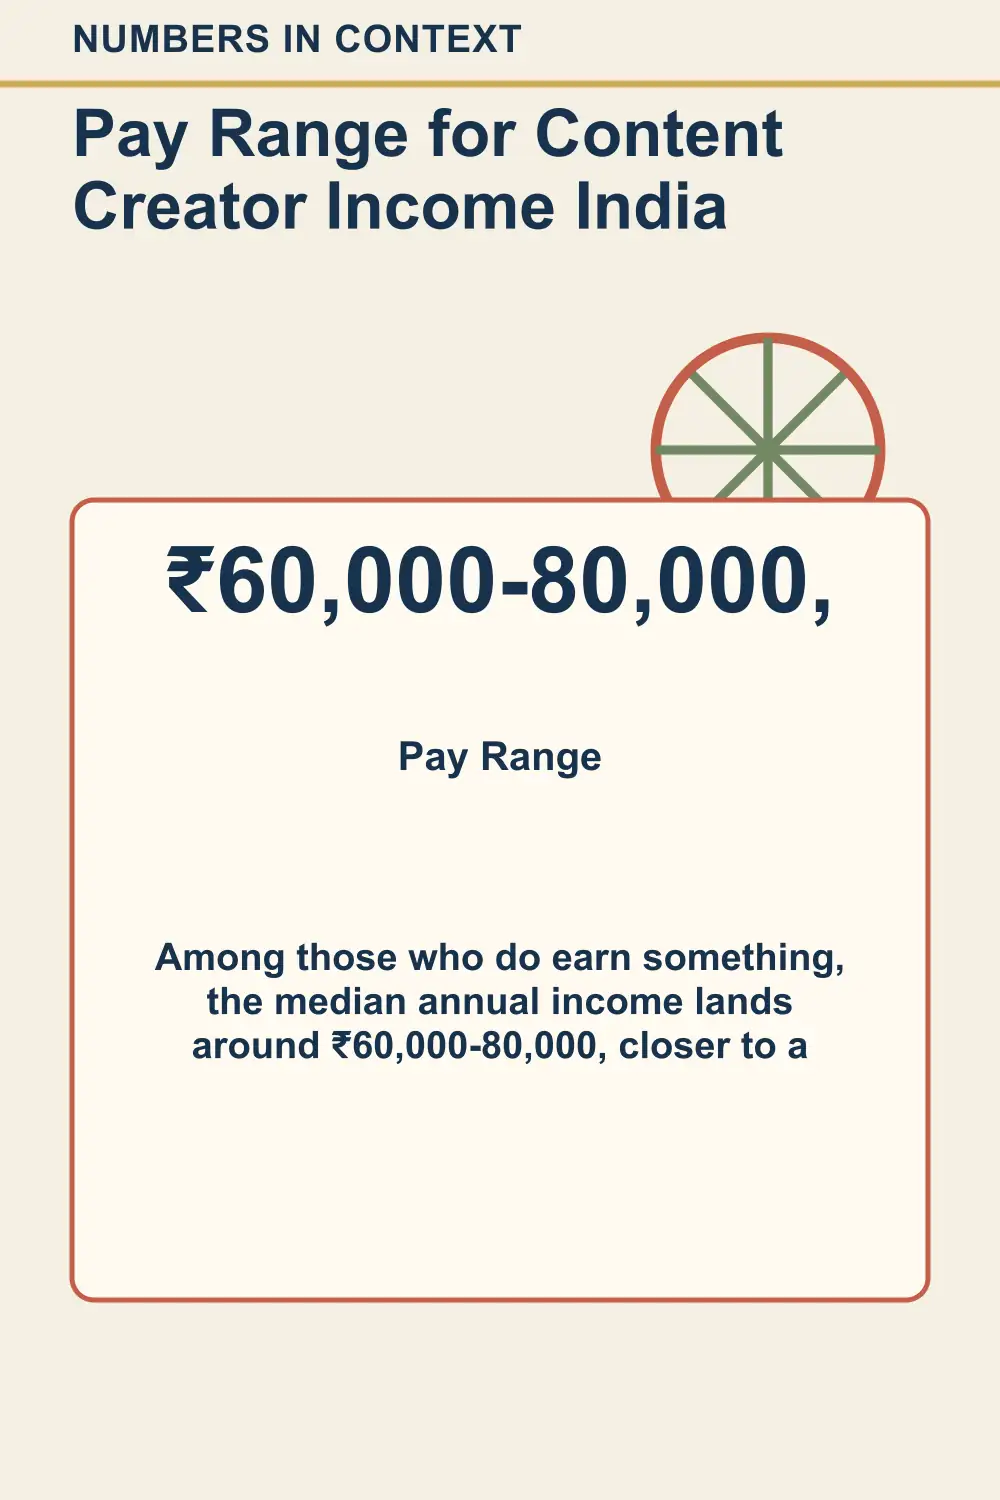 NUMBERS IN CONTEXT
Pay Range for Content
Creator Income India
₹60,000-80,000,
Pay Range
Among those who do earn something,
the median annual income lands
around ₹60,000-80,000, closer to a